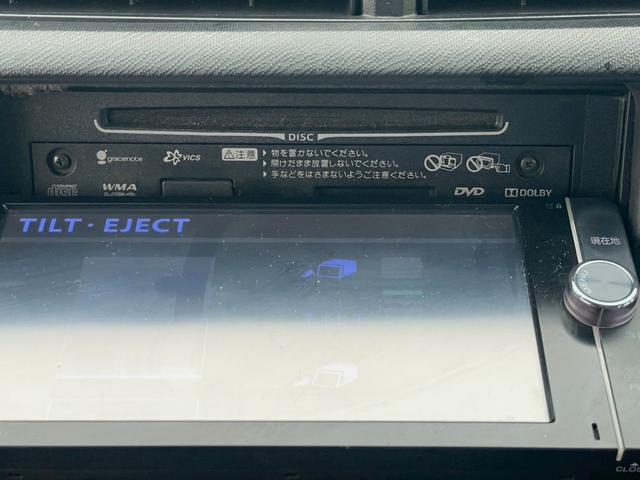 DISC
gracenote
VICS
注意
物を置かないでください。
開けたまま放置しないでください。
手などをはさまないようご注意ください。
COMPACT
disc
WMA
DVD
DOLBY
TILT・EJECT
現在地